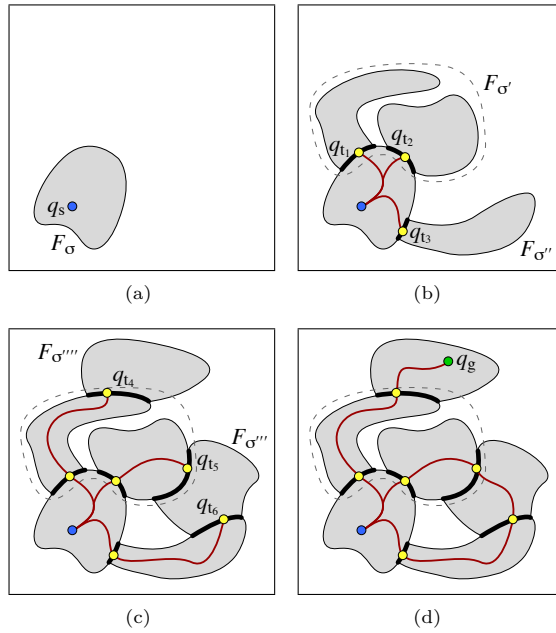 q_s
F_σ
(a)
F_σ'
q_t₁
q_t₂
q_t₃
F_σ''
(b)
F_σ''''
q_t₄
F_σ'''
q_t₅
q_t₆
(c)
q_g
(d)